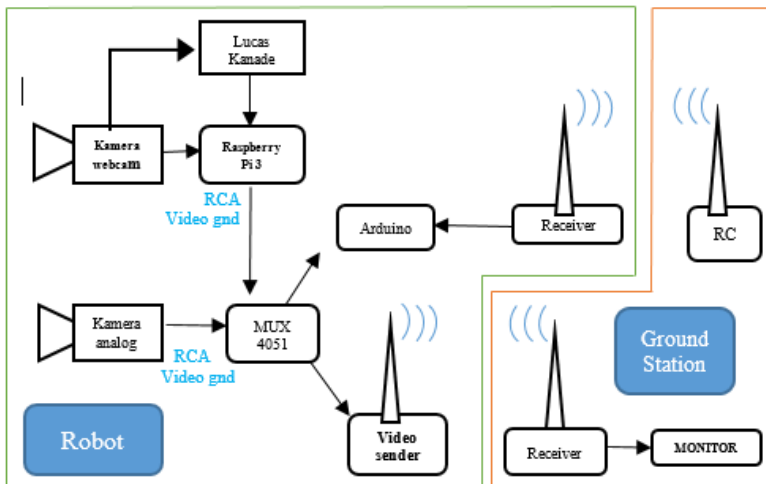 Lucas
Kanade
Kamera
webcam
Raspberry
Pi 3
RCA
Video gnd
Arduino
Receiver
RC
Kamera
analog
MUX
4051
RCA
Video gnd
Ground
Station
Robot
Video
sender
Receiver
MONITOR